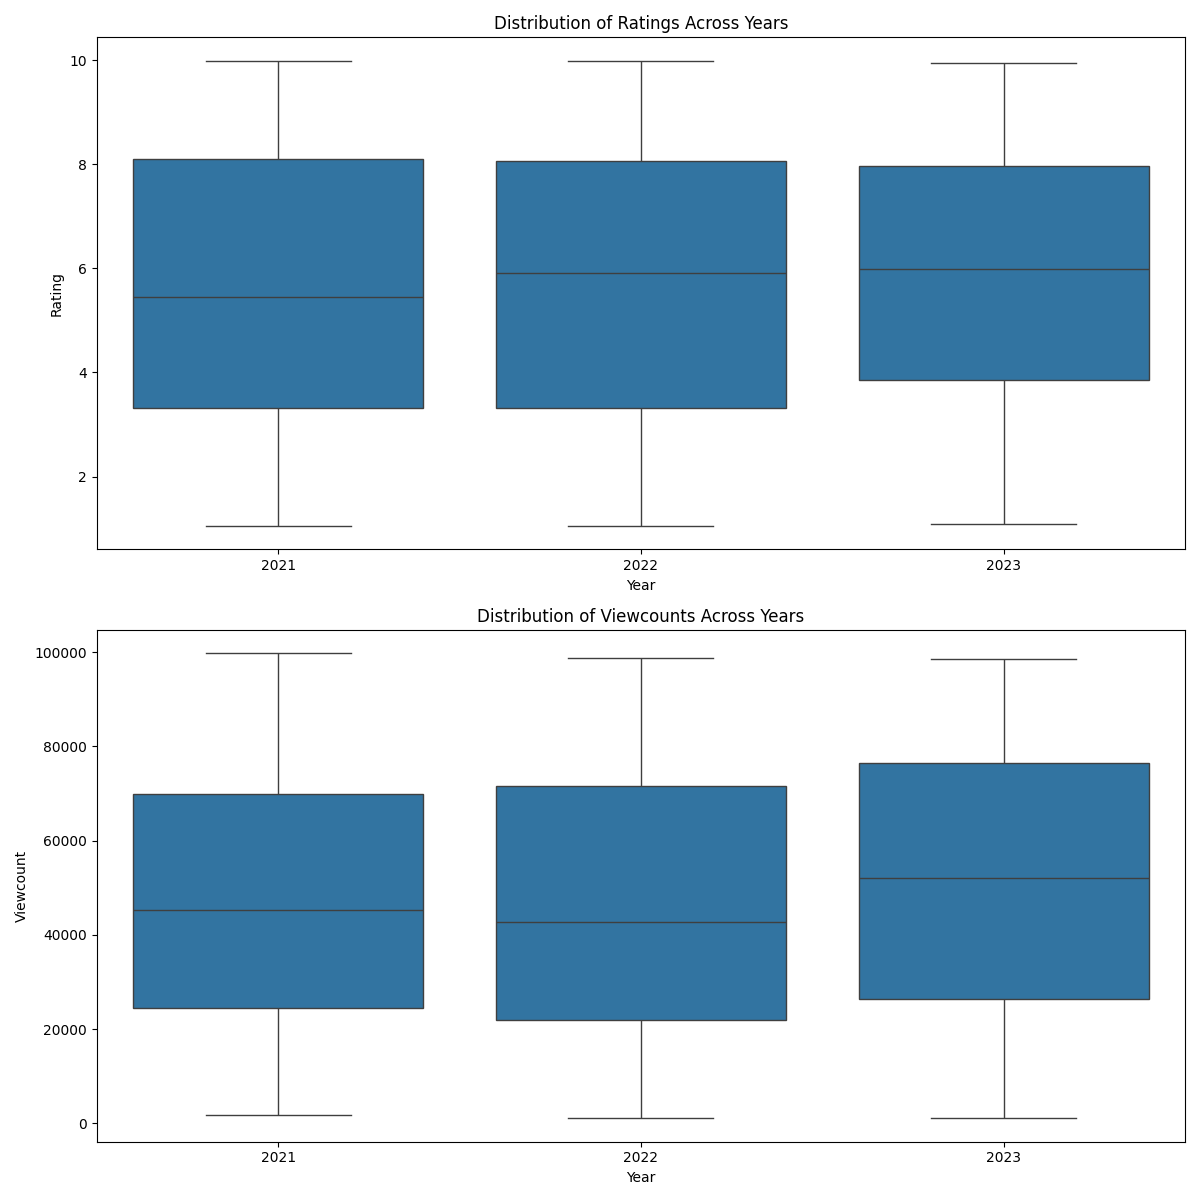 Distribution of Ratings Across Years
10
8
6
4
2
Rating
2021 2022 2023
Year
Distribution of Viewcounts Across Years
100000
80000
60000
40000
20000
0
Viewcount
2021 2022 2023
Year